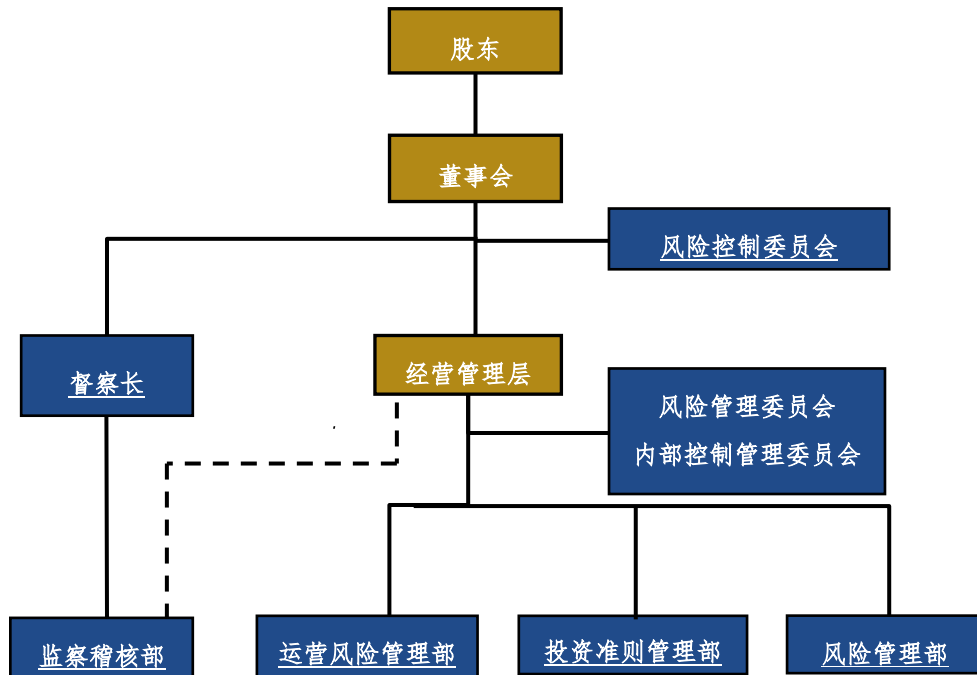 股东
董事会
风险控制委员会
督察长
经营管理层
风险管理委员会
内部控制管理委员会
监察稽核部
运营风险管理部
投资准则管理部
风险管理部